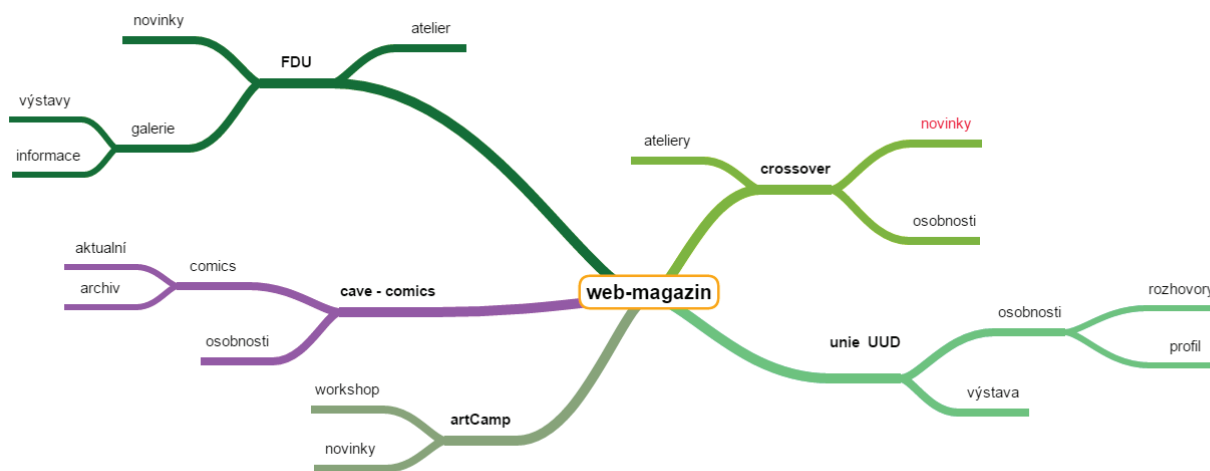 web-magazin
FDU
novinky
atelier
galerie
výstavy
informace
crossover
ateliery
novinky
osobnosti
cave - comics
comics
aktualní
archiv
osobnosti
unie UUD
osobnosti
rozhovory
profil
výstava
artCamp
workshop
novinky